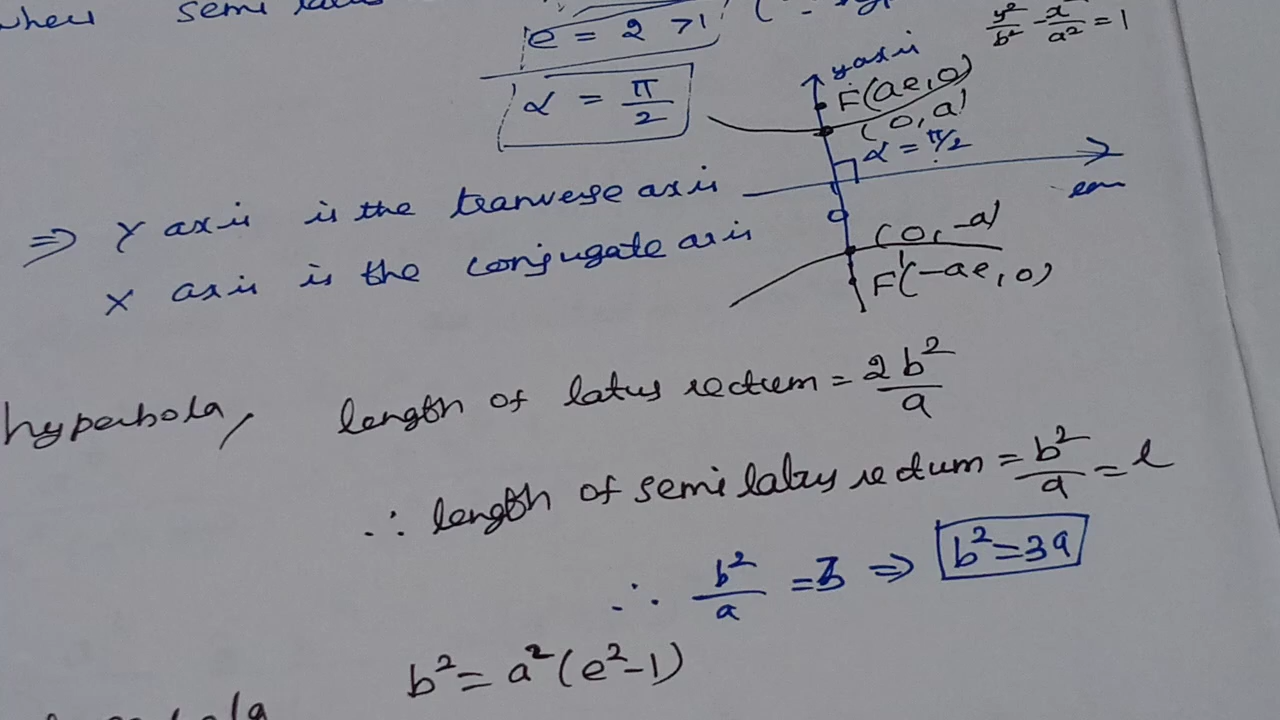 when semi
e = 2 >1
α = π/2
y²/b² - x/a² = 1
y axis
F(ae,0)
(0,a)
α = π/2
(0,-a)
F'(-ae,0)
⇒ Y axis is the tranverse axis
X axis is the conjugate axis
hyperbola, length of latus rectum = 2b²/a
∴ length of semi latus rectum = b²/a = l
∴ b²/a = 3 ⇒ b²=3a
b² = a²(e²-1)